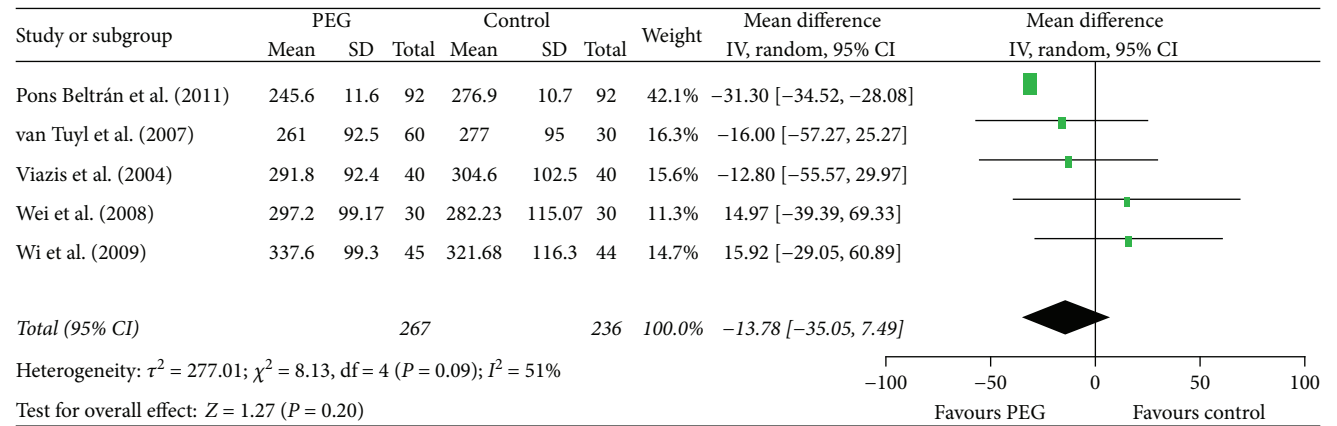 Study or subgroup PEG Control Weight Mean difference Mean difference
Mean SD Total Mean SD Total IV, random, 95% CI IV, random, 95% CI
Pons Beltrán et al. (2011) 245.6 11.6 92 276.9 10.7 92 42.1% −31.30 [−34.52, −28.08]
van Tuyl et al. (2007) 261 92.5 60 277 95 30 16.3% −16.00 [−57.27, 25.27]
Viazis et al. (2004) 291.8 92.4 40 304.6 102.5 40 15.6% −12.80 [−55.57, 29.97]
Wei et al. (2008) 297.2 99.17 30 282.23 115.07 30 11.3% 14.97 [−39.39, 69.33]
Wi et al. (2009) 337.6 99.3 45 321.68 116.3 44 14.7% 15.92 [−29.05, 60.89]
Total (95% CI) 267 236 100.0% −13.78 [−35.05, 7.49]
Heterogeneity: τ² = 277.01; χ² = 8.13, df = 4 (P = 0.09); I² = 51%
−100 −50 0 50 100
Test for overall effect: Z = 1.27 (P = 0.20) Favours PEG Favours control